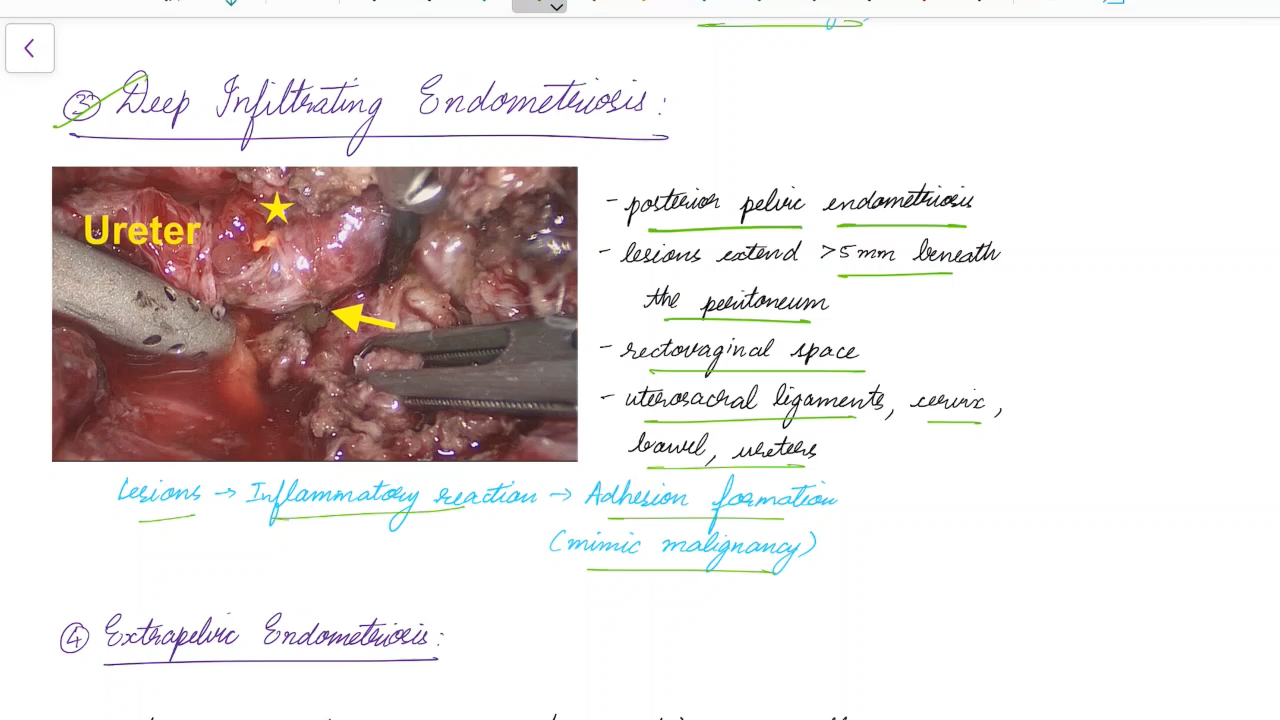 ③ Deep Infiltrating Endometriosis:
Ureter
- posterior pelvic endometriosis
- lesions extend >5mm beneath
the peritoneum
- rectovaginal space
- uterosacral ligaments, cervix,
bowel, ureters
Lesions → Inflammatory reaction → Adhesion formation
(mimic malignancy)
④ Extrapelvic Endometriosis: